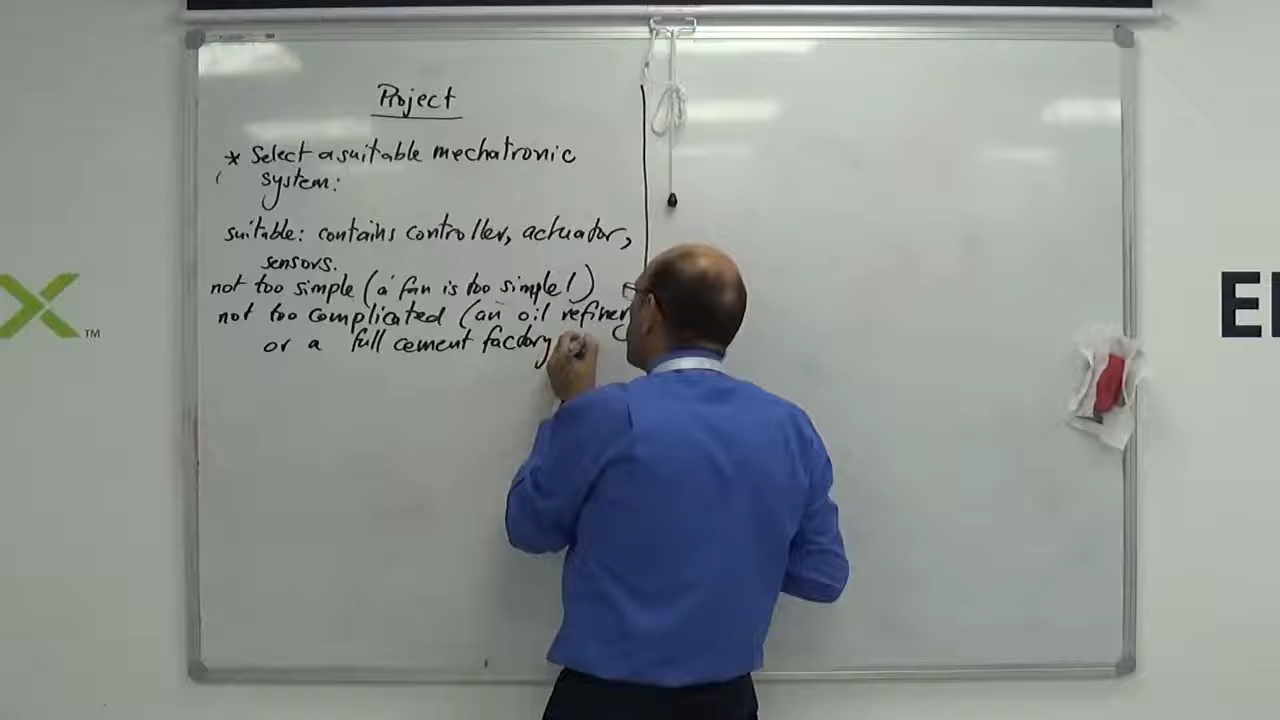 Project
* Select a suitable mechatronic
system:
suitable: contains controller, actuator,
sensors.
not too simple (a fan is too simple!)
not too complicated (an oil refiner
or a full cement factory
X TM
E